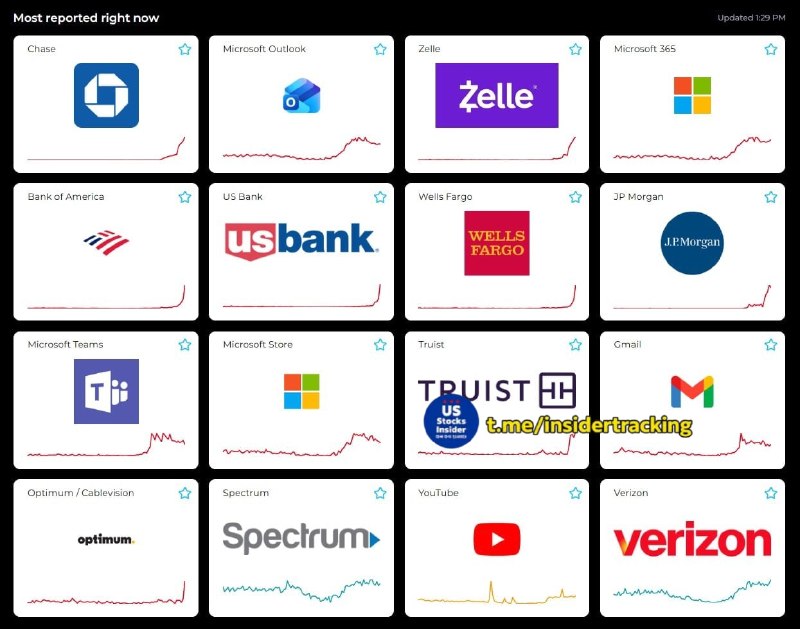 Most reported right now
Updated 1:29 PM
Chase
Microsoft Outlook
Zelle
Microsoft 365
O
Zelle
Bank of America
US Bank
Wells Fargo
JP Morgan
usbank
WELLS
FARGO
J.P.Morgan
Microsoft Teams
Microsoft Store
Truist
Gmail
T
TRUIST
US
Stocks
Insider
t.me/insidertracking
Optimum / Cablevision
Spectrum
YouTube
Verizon
optimum.
Spectrum
verizon